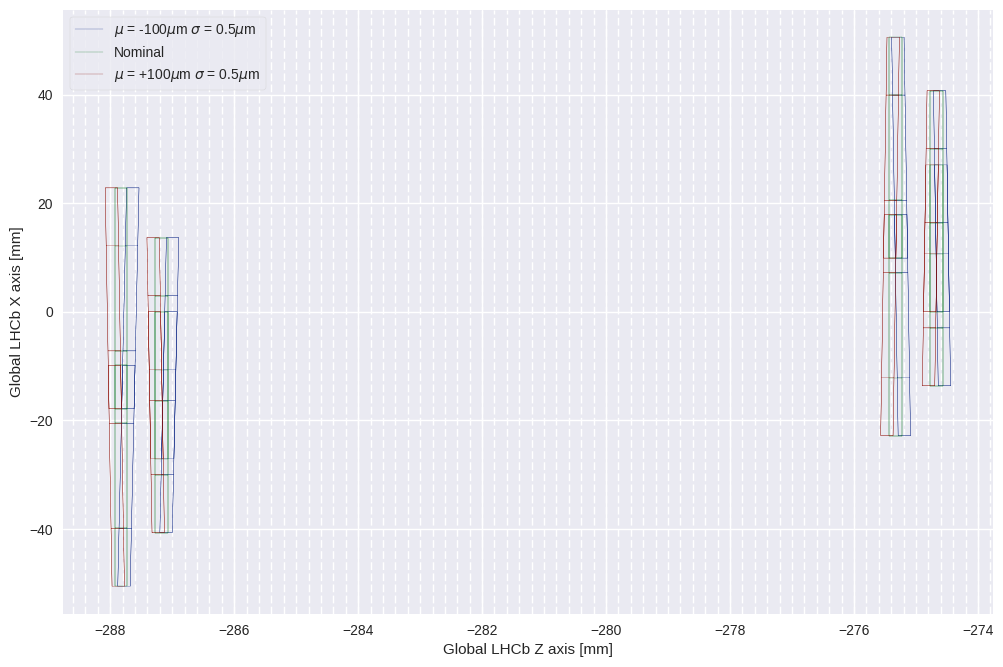 μ = -100μm σ = 0.5μm
Nominal
μ = +100μm σ = 0.5μm
40
20
0
−20
−40
Global LHCb X axis [mm]
−288 −286 −284 −282 −280 −278 −276 −274
Global LHCb Z axis [mm]